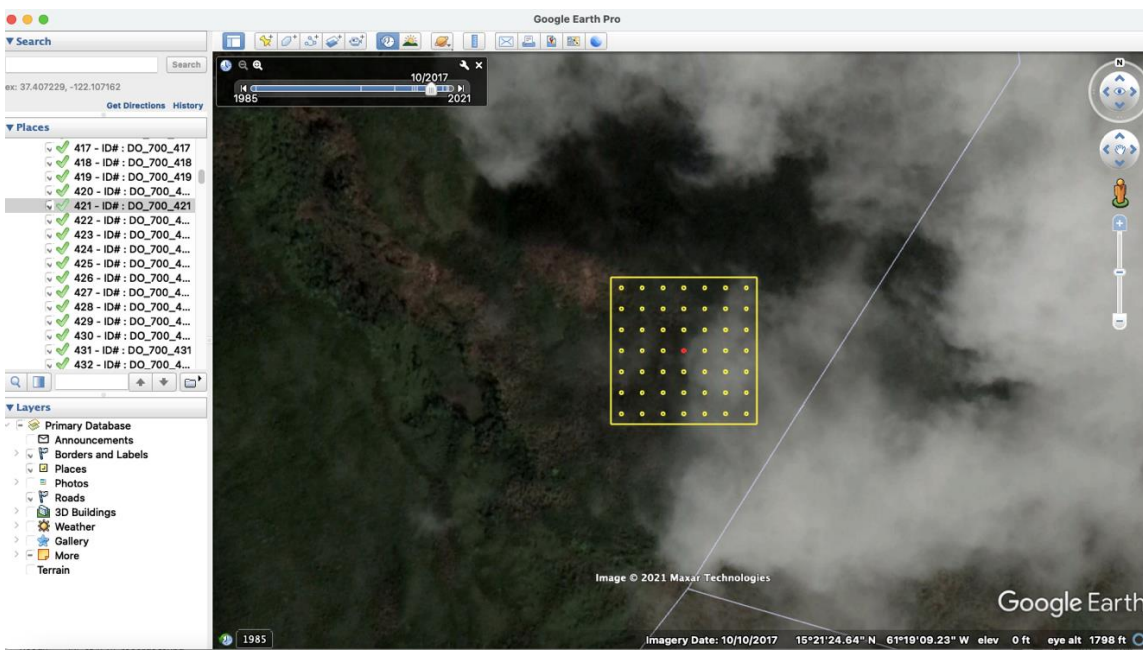 Google Earth Pro
Search
Search
ex: 37.407229, -122.107162
Get Directions History
Places
417 - ID# : DO_700_417
418 - ID# : DO_700_418
419 - ID# : DO_700_419
420 - ID# : DO_700_4...
421 - ID# : DO_700_421
422 - ID# : DO_700_4...
423 - ID# : DO_700_4...
424 - ID# : DO_700_4...
425 - ID# : DO_700_4...
426 - ID# : DO_700_4...
427 - ID# : DO_700_4...
428 - ID# : DO_700_4...
429 - ID# : DO_700_4...
430 - ID# : DO_700_4...
431 - ID# : DO_700_431
432 - ID# : DO_700_4...
Layers
Primary Database
Announcements
Borders and Labels
Places
Photos
Roads
3D Buildings
Weather
Gallery
More
Terrain
10/2017
1985 2021
N
Image © 2021 Maxar Technologies
Google Earth
1985
Imagery Date: 10/10/2017 15°21'24.64" N 61°19'09.23" W elev 0 ft eye alt 1798 ft